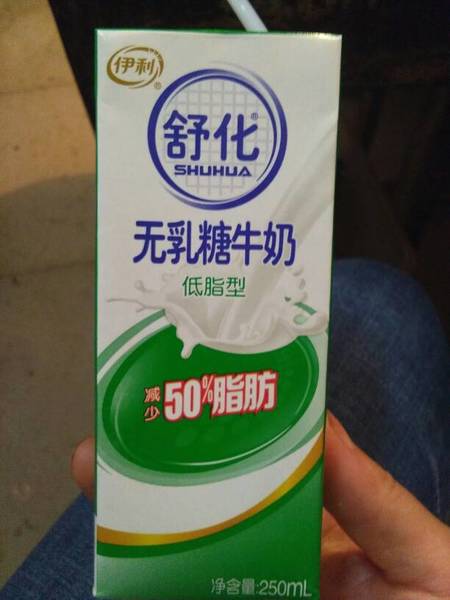 伊利®
舒化®
SHUHUA
无乳糖牛奶
低脂型
减少50%脂肪
净含量:250mL